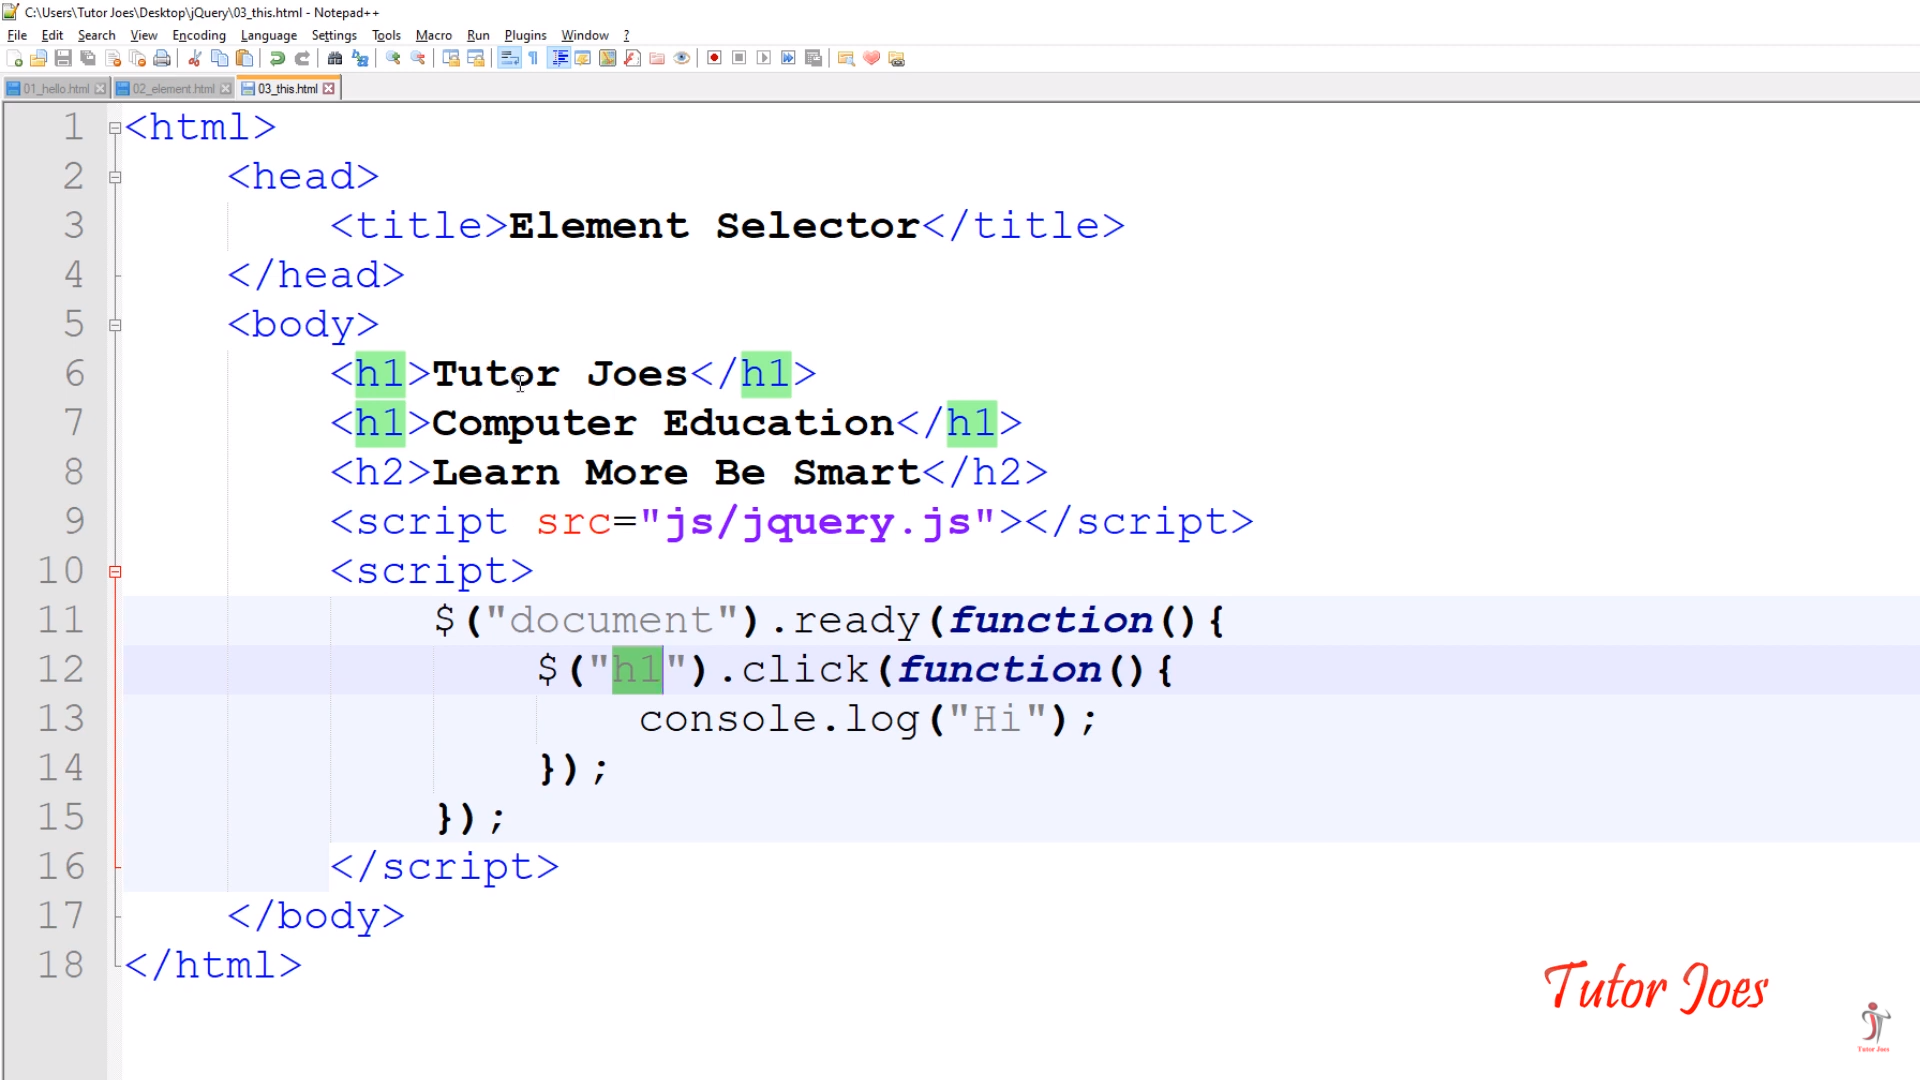 C:\Users\Tutor Joes\Desktop\jQuery\03_this.html - Notepad++
File Edit Search View Encoding Language Settings Tools Macro Run Plugins Window ?
01_hello.html 02_element.html 03_this.html
1 <html>
2 <head>
3 <title>Element Selector</title>
4 </head>
5 <body>
6 <h1>Tutor Joes</h1>
7 <h1>Computer Education</h1>
8 <h2>Learn More Be Smart</h2>
9 <script src="js/jquery.js"></script>
10 <script>
11 $("document").ready(function(){
12 $("h1").click(function(){
13 console.log("Hi");
14 });
15 });
16 </script>
17 </body>
18 </html>
Tutor Joes
Tutor Joes